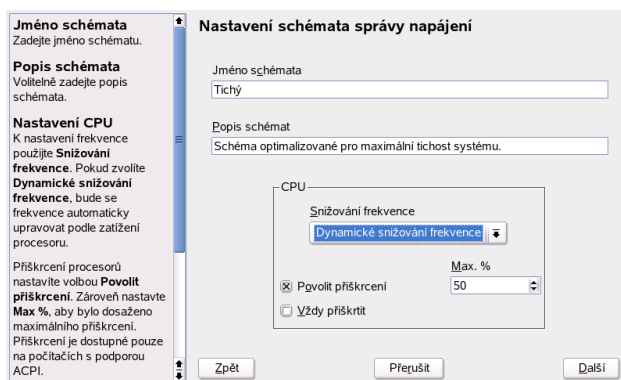 Jméno schématu
Zadejte jméno schématu.
Popis schémata
Volitelně zadejte popis
schémata.
Nastavení CPU
K nastavení frekvence
použijte Snižování
frekvence. Pokud zvolíte
Dynamické snižování
frekvence, bude se
frekvence automaticky
upravovat podle zatížení
procesoru.
Přiškrcení procesorů
nastavíte volbou Povolit
přiškrcení. Zároveň nastavte
Max %, aby bylo dosaženo
maximálního přiškrcení.
Přiškrcení je dostupné pouze
na počítačích s podporou
ACPI.
Nastavení schémata správy napájení
Jméno schémata
Tichý
Popis schémat
Schéma optimalizované pro maximální tichost systému.
CPU
Snižování frekvence
Dynamické snižování frekvence
Max. %
Povolit přiškrcení
50
Vždy přiškrtit
Zpět
Přerušit
Další